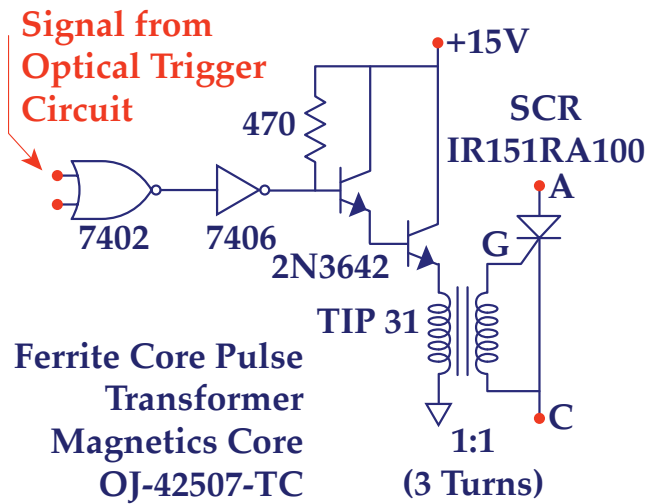 Signal from
Optical Trigger
Circuit
+15V
470
SCR
IR151RA100
A
7402
7406
G
2N3642
TIP 31
Ferrite Core Pulse
Transformer
Magnetics Core
OJ-42507-TC
C
1:1
(3 Turns)